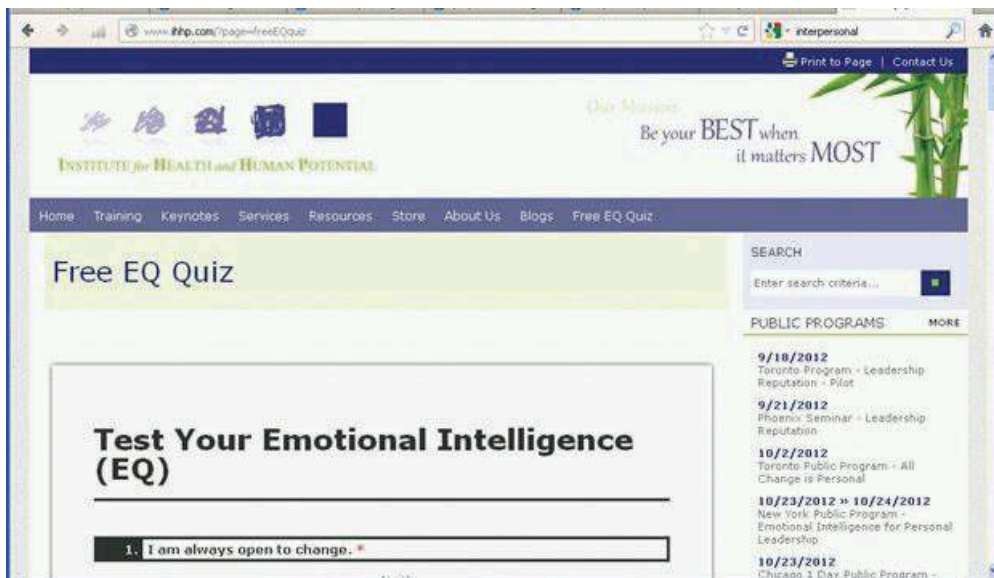 www.ihhp.com/?page=freeEQquiz
interpersonal
Print to Page | Contact Us
Our Mission:
Be your BEST when
it matters MOST
INSTITUTE for HEALTH and HUMAN POTENTIAL
Home Training Keynotes Services Resources Store About Us Blogs Free EQ Quiz
Free EQ Quiz
SEARCH
Enter search criteria...
PUBLIC PROGRAMS MORE
9/18/2012
Toronto Program - Leadership
Reputation - Pilot
9/21/2012
Phoenix Seminar - Leadership
Reputation
10/2/2012
Toronto Public Program - All
Change is Personal
10/23/2012 » 10/24/2012
New York Public Program -
Emotional Intelligence for Personal
Leadership
10/23/2012
Chicago 1 Day Public Program -
Test Your Emotional Intelligence
(EQ)
1. I am always open to change. *